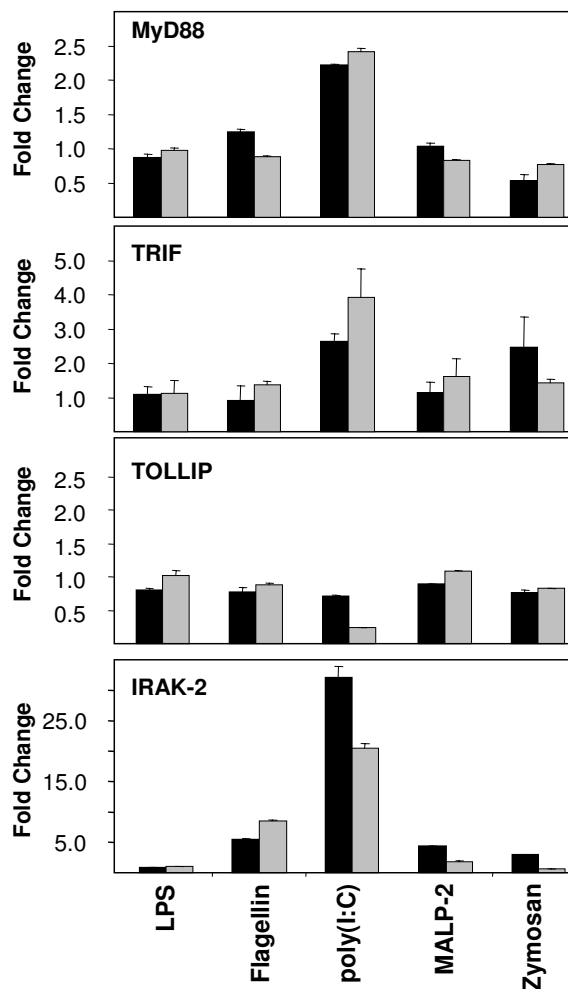 MyD88
Fold Change
2.5
2.0
1.5
1.0
0.5
TRIF
Fold Change
5.0
4.0
3.0
2.0
1.0
TOLLIP
Fold Change
2.5
2.0
1.5
1.0
0.5
IRAK-2
Fold Change
25.0
15.0
5.0
LPS
Flagellin
poly(I:C)
MALP-2
Zymosan